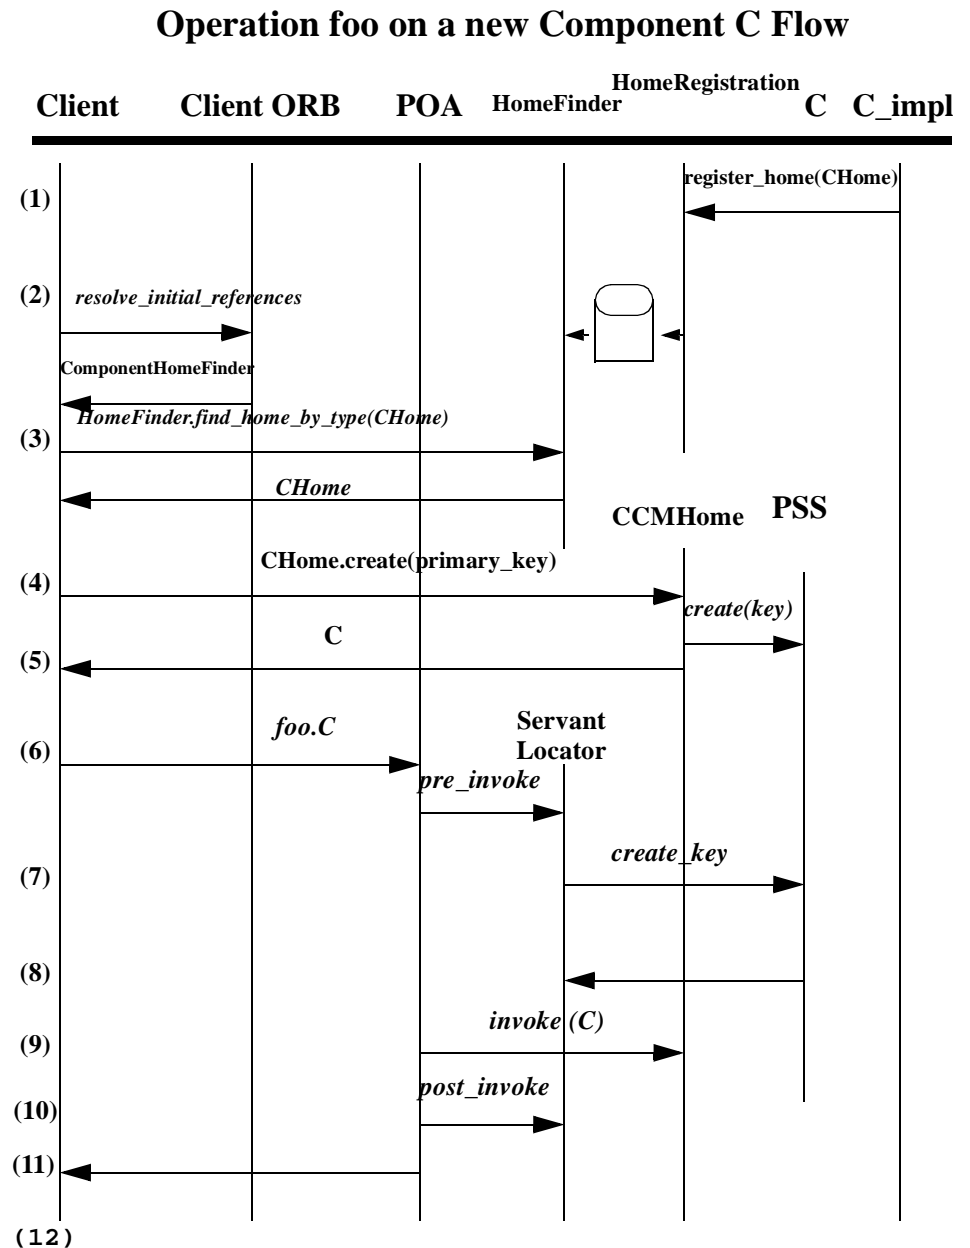 Operation foo on a new Component C Flow
HomeRegistration
Client Client ORB POA HomeFinder C C_impl
register_home(CHome)
(1)
(2) resolve_initial_references
ComponentHomeFinder
HomeFinder.find_home_by_type(CHome)
(3)
CHome
CCMHome PSS
CHome.create(primary_key)
(4)
create(key)
C
(5)
foo.C Servant
(6) Locator
pre_invoke
create_key
(7)
(8)
invoke (C)
(9)
post_invoke
(10)
(11)
(12)